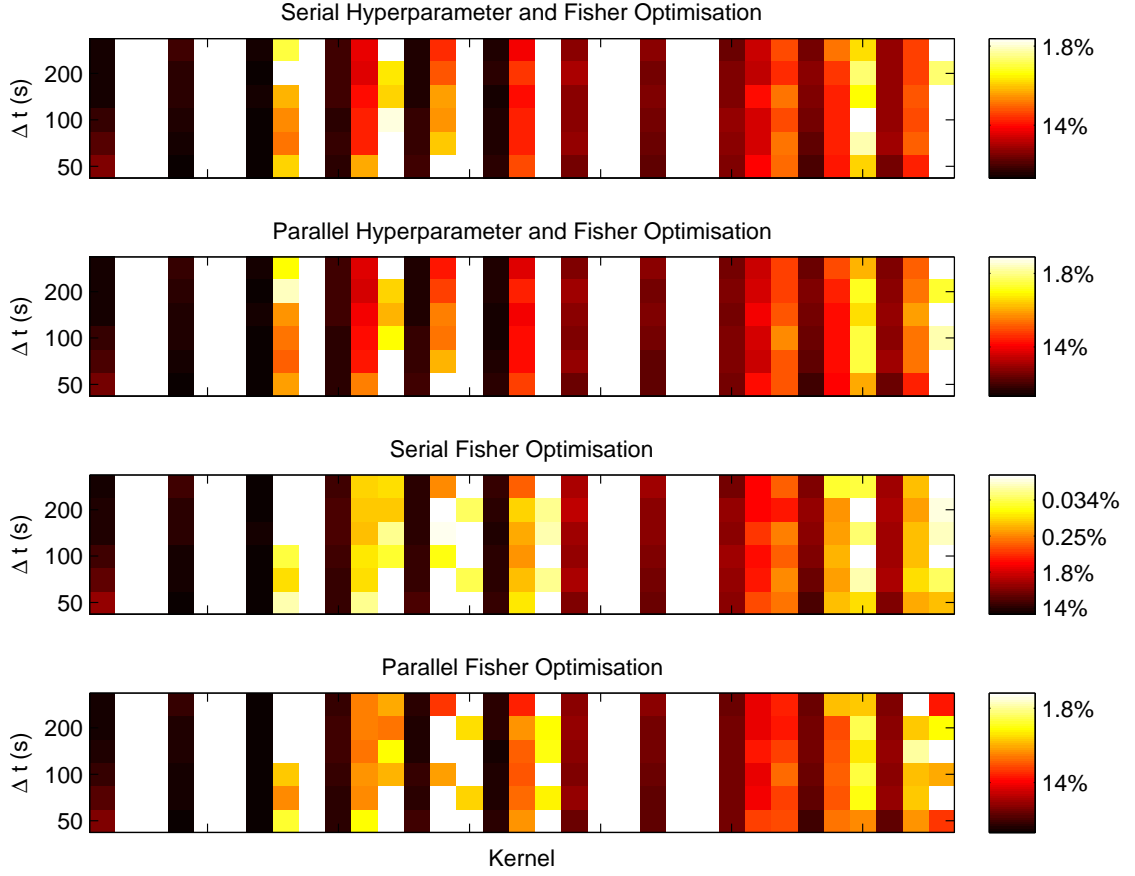 Serial Hyperparameter and Fisher Optimisation
Δ t (s)
200
100
50
1.8%
14%
Parallel Hyperparameter and Fisher Optimisation
Δ t (s)
200
100
50
1.8%
14%
Serial Fisher Optimisation
Δ t (s)
200
100
50
0.034%
0.25%
1.8%
14%
Parallel Fisher Optimisation
Δ t (s)
200
100
50
1.8%
14%
Kernel